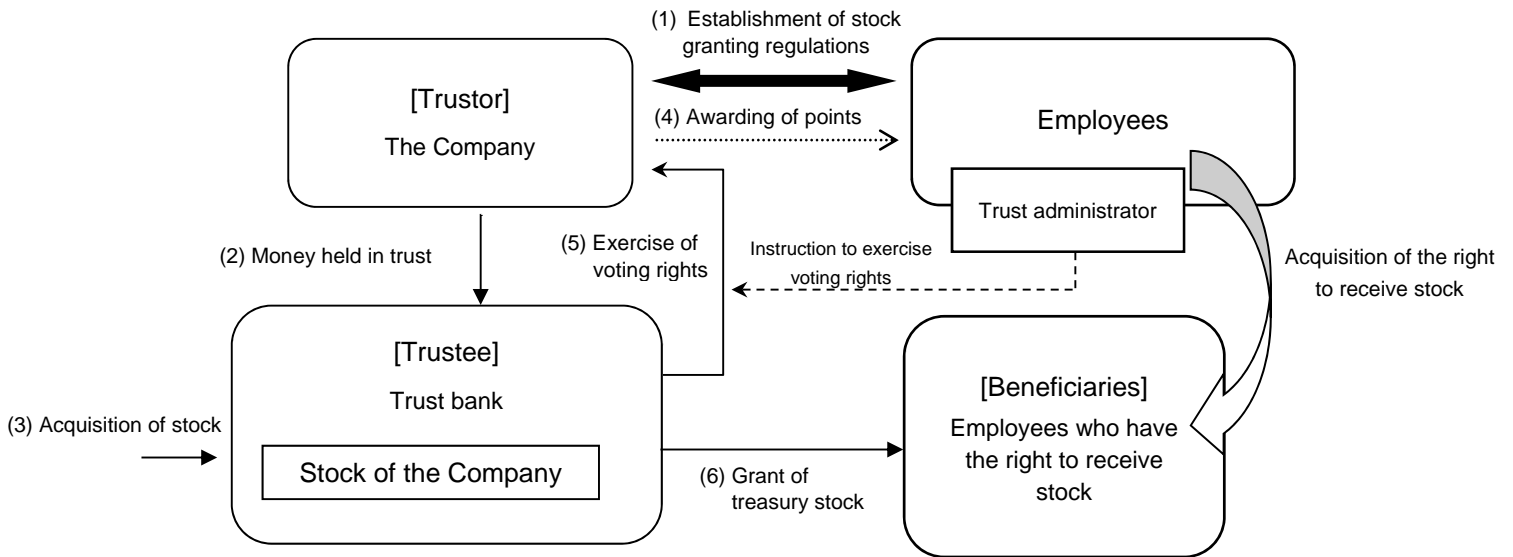 (1) Establishment of stock
granting regulations
[Trustor]
The Company
(4) Awarding of points
Employees
Trust administrator
(2) Money held in trust
(5) Exercise of
voting rights
Instruction to exercise
voting rights
Acquisition of the right
to receive stock
[Trustee]
Trust bank
(3) Acquisition of stock
Stock of the Company
(6) Grant of
treasury stock
[Beneficiaries]
Employees who have
the right to receive
stock